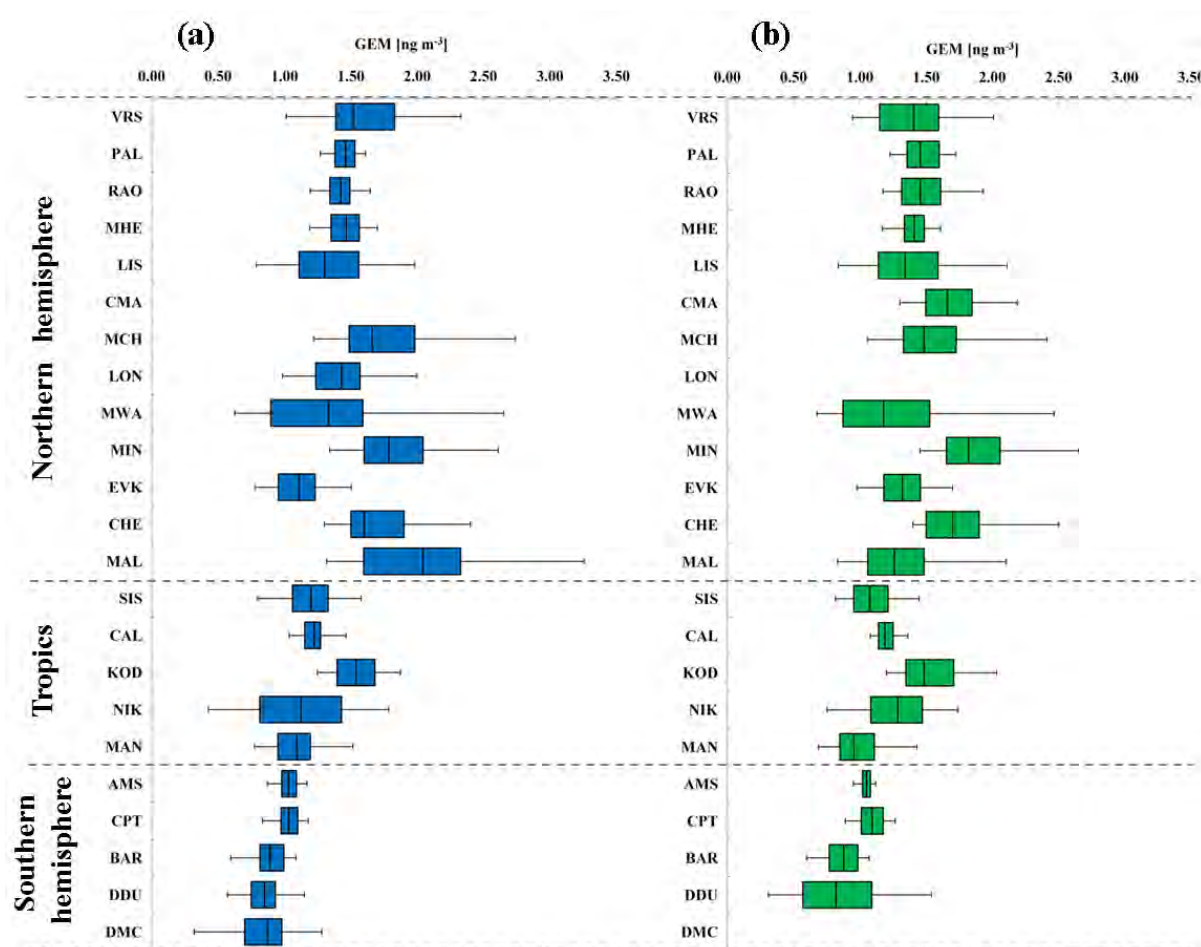 (a)
GEM [ng m-3]
0.00 0.50 1.00 1.50 2.00 2.50 3.00 3.50
Northern hemisphere
VRS
PAL
RAO
MHE
LIS
CMA
MCH
LON
MWA
MIN
EVK
CHE
MAL
Tropics
SIS
CAL
KOD
NIK
MAN
Southern hemisphere
AMS
CPT
BAR
DDU
DMC
(b)
GEM [ng m-3]
0.00 0.50 1.00 1.50 2.00 2.50 3.00 3.50
VRS
PAL
RAO
MHE
LIS
CMA
MCH
LON
MWA
MIN
EVK
CHE
MAL
SIS
CAL
KOD
NIK
MAN
AMS
CPT
BAR
DDU
DMC